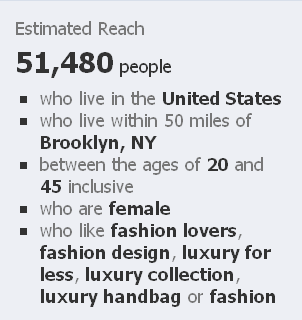 Estimated Reach
51,480 people
who live in the United States
who live within 50 miles of
Brooklyn, NY
between the ages of 20 and
45 inclusive
who are female
who like fashion lovers,
fashion design, luxury for
less, luxury collection,
luxury handbag or fashion